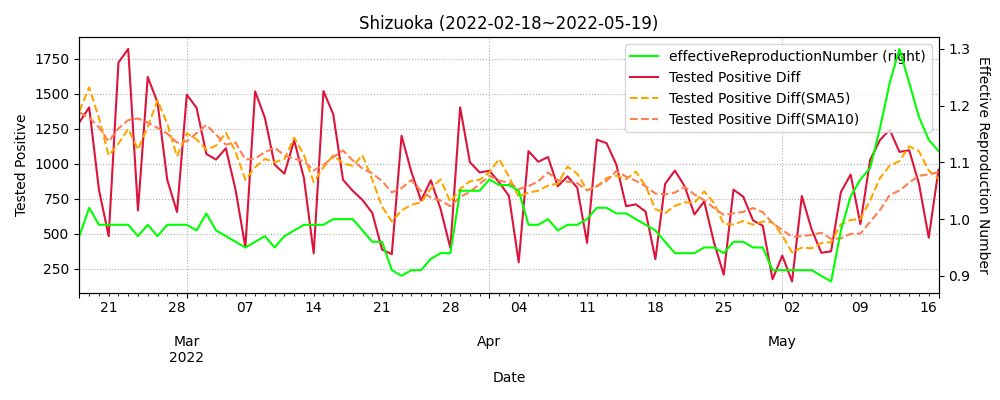 Shizuoka (2022-02-18~2022-05-19)
effectiveReproductionNumber (right)
Tested Positive Diff
Tested Positive Diff(SMA5)
Tested Positive Diff(SMA10)
Tested Positive
1750
1500
1250
1000
750
500
250
Effective Reproduction Number
1.3
1.2
1.1
1.0
0.9
21 28 07 14 21 28 04 11 18 25 02 09 16
Mar Apr May
2022
Date